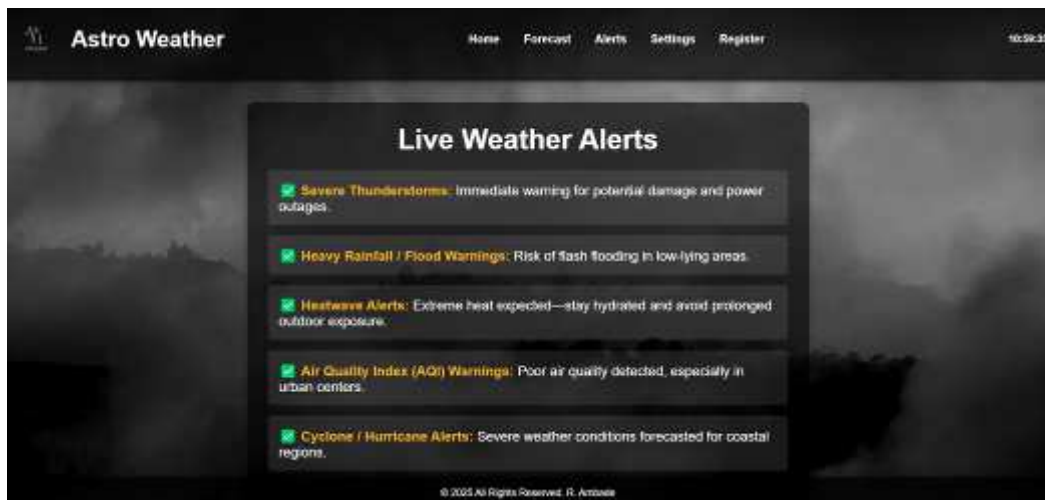 Astro Weather
Home Forecast Alerts Settings Register
Live Weather Alerts
✅ Severe Thunderstorms: Immediate warning for potential damage and power
outages.
✅ Heavy Rainfall / Flood Warnings: Risk of flash flooding in low-lying areas.
✅ Heatwave Alerts: Extreme heat expected—stay hydrated and avoid prolonged
outdoor exposure.
✅ Air Quality Index (AQI) Warnings: Poor air quality detected, especially in
urban centers.
✅ Cyclone / Hurricane Alerts: Severe weather conditions forecasted for coastal
regions.
© 2025 All Rights Reserved. R. Ambade